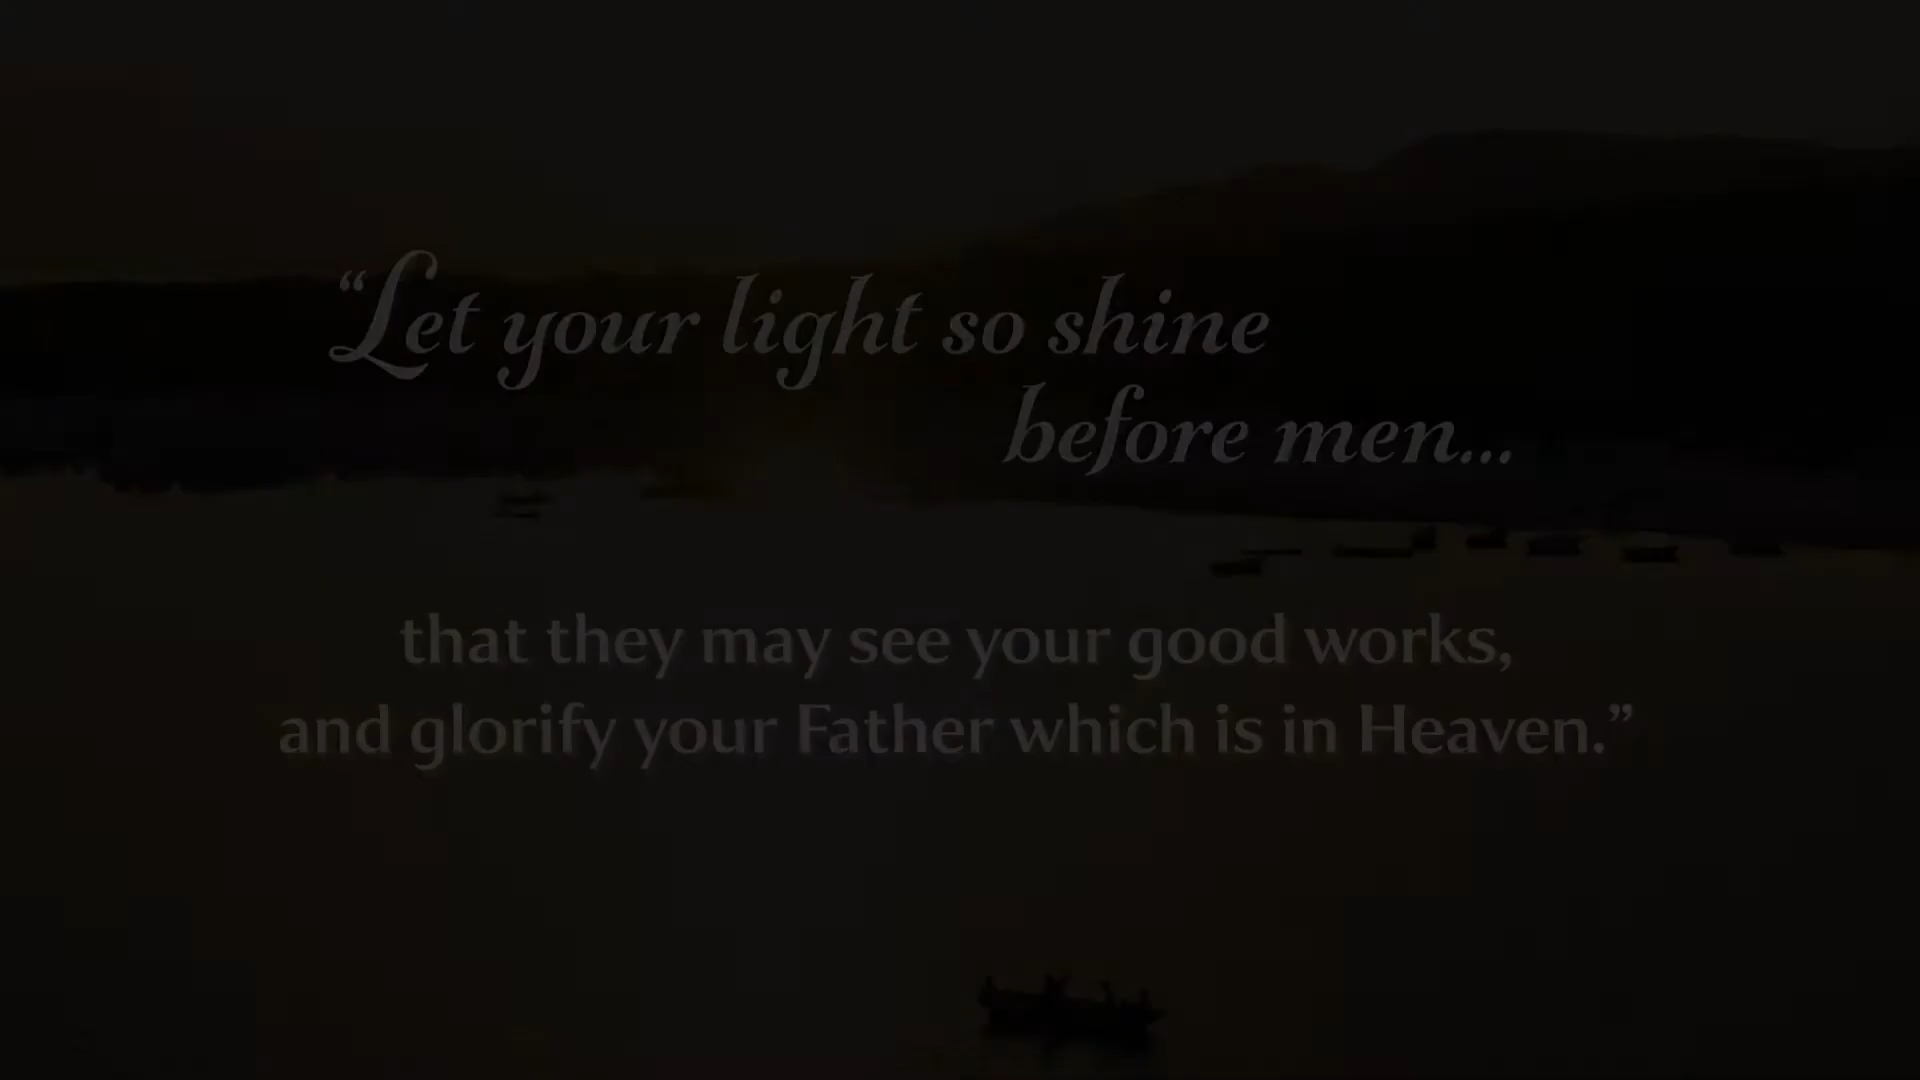 “Let your light so shine
before men...
that they may see your good works,
and glorify your Father which is in Heaven.”